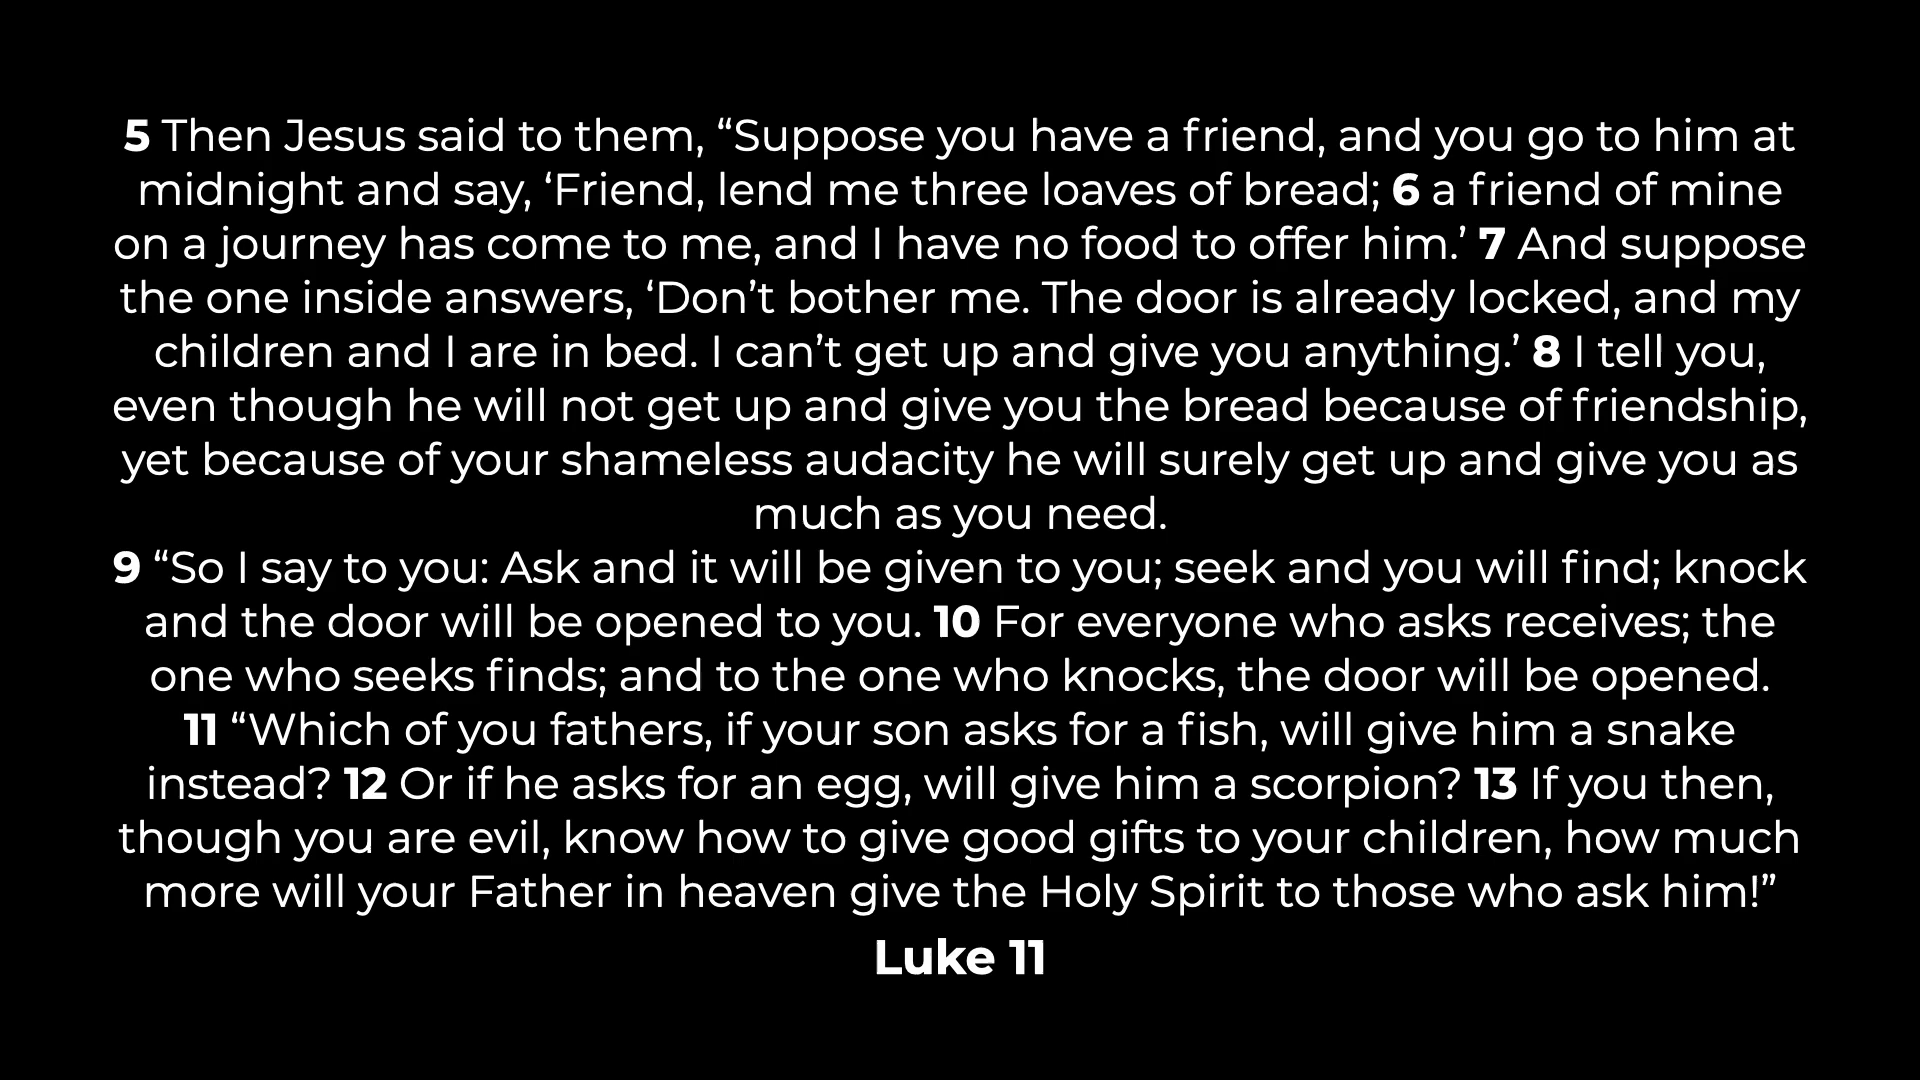 5 Then Jesus said to them, “Suppose you have a friend, and you go to him at
midnight and say, ‘Friend, lend me three loaves of bread; 6 a friend of mine
on a journey has come to me, and I have no food to offer him.’ 7 And suppose
the one inside answers, ‘Don’t bother me. The door is already locked, and my
children and I are in bed. I can’t get up and give you anything.’ 8 I tell you,
even though he will not get up and give you the bread because of friendship,
yet because of your shameless audacity he will surely get up and give you as
much as you need.
9 “So I say to you: Ask and it will be given to you; seek and you will find; knock
and the door will be opened to you. 10 For everyone who asks receives; the
one who seeks finds; and to the one who knocks, the door will be opened.
11 “Which of you fathers, if your son asks for a fish, will give him a snake
instead? 12 Or if he asks for an egg, will give him a scorpion? 13 If you then,
though you are evil, know how to give good gifts to your children, how much
more will your Father in heaven give the Holy Spirit to those who ask him!”
Luke 11